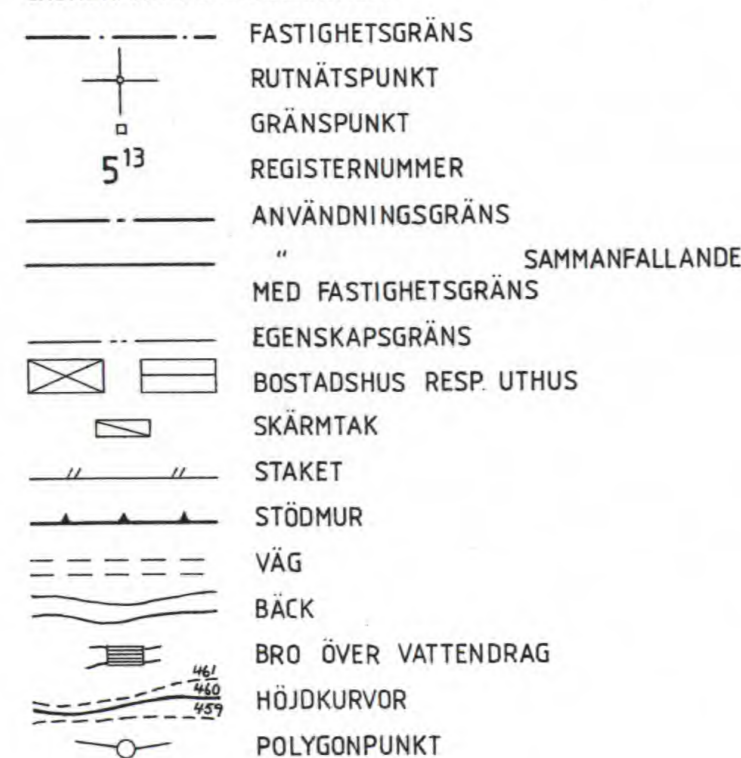 FASTIGHETSGRÄNS
RUTNÄTSPUNKT
GRÄNSPUNKT
5¹³ REGISTERNUMMER
ANVÄNDNINGSGRÄNS
" SAMMANFALLANDE
MED FASTIGHETSGRÄNS
EGENSKAPSGRÄNS
BOSTADSHUS RESP. UTHUS
SKÄRMTAK
STAKET
STÖDMUR
VÄG
BÄCK
BRO ÖVER VATTENDRAG
461
460
459
HÖJDKURVOR
POLYGONPUNKT